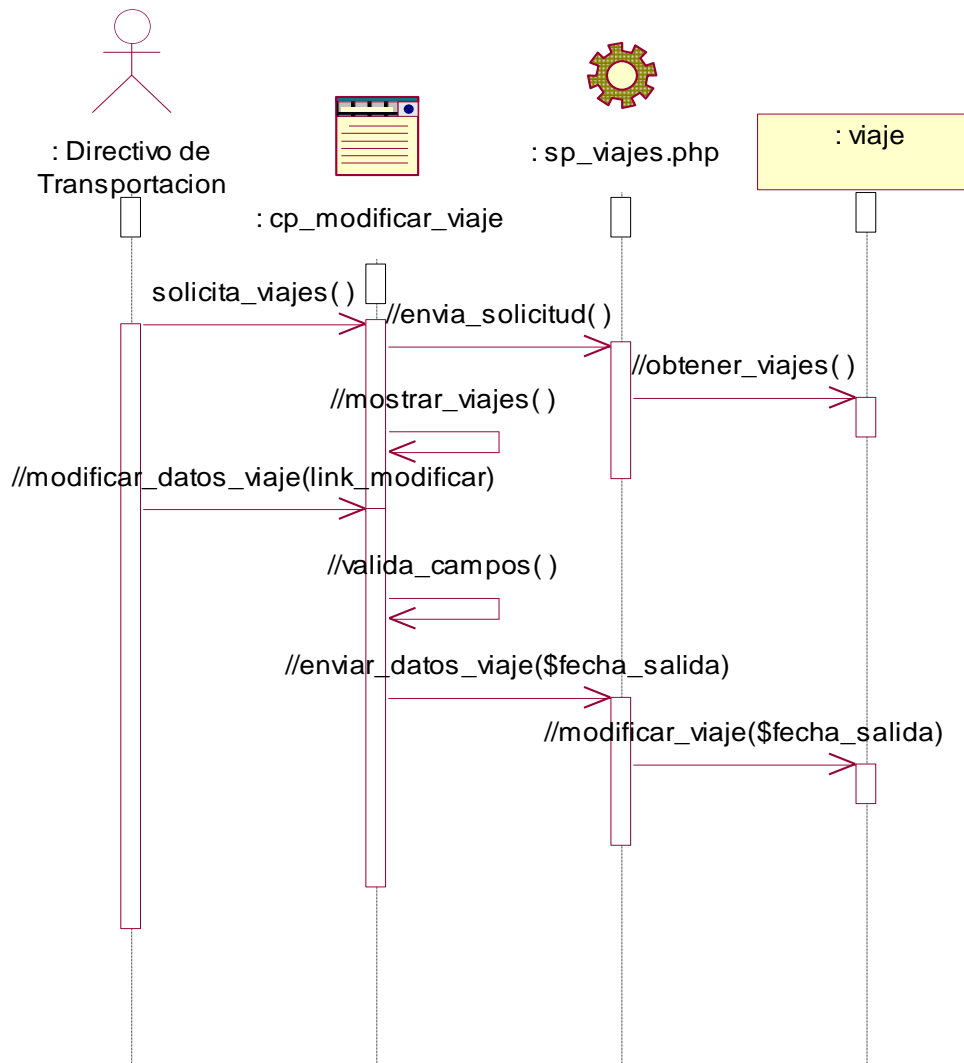 : Directivo de
Transportacion
: cp_modificar_viaje
: sp_viajes.php
: viaje
solicita_viajes( )
//envia_solicitud( )
//obtener_viajes( )
//mostrar_viajes( )
//modificar_datos_viaje(link_modificar)
//valida_campos( )
//enviar_datos_viaje($fecha_salida)
//modificar_viaje($fecha_salida)